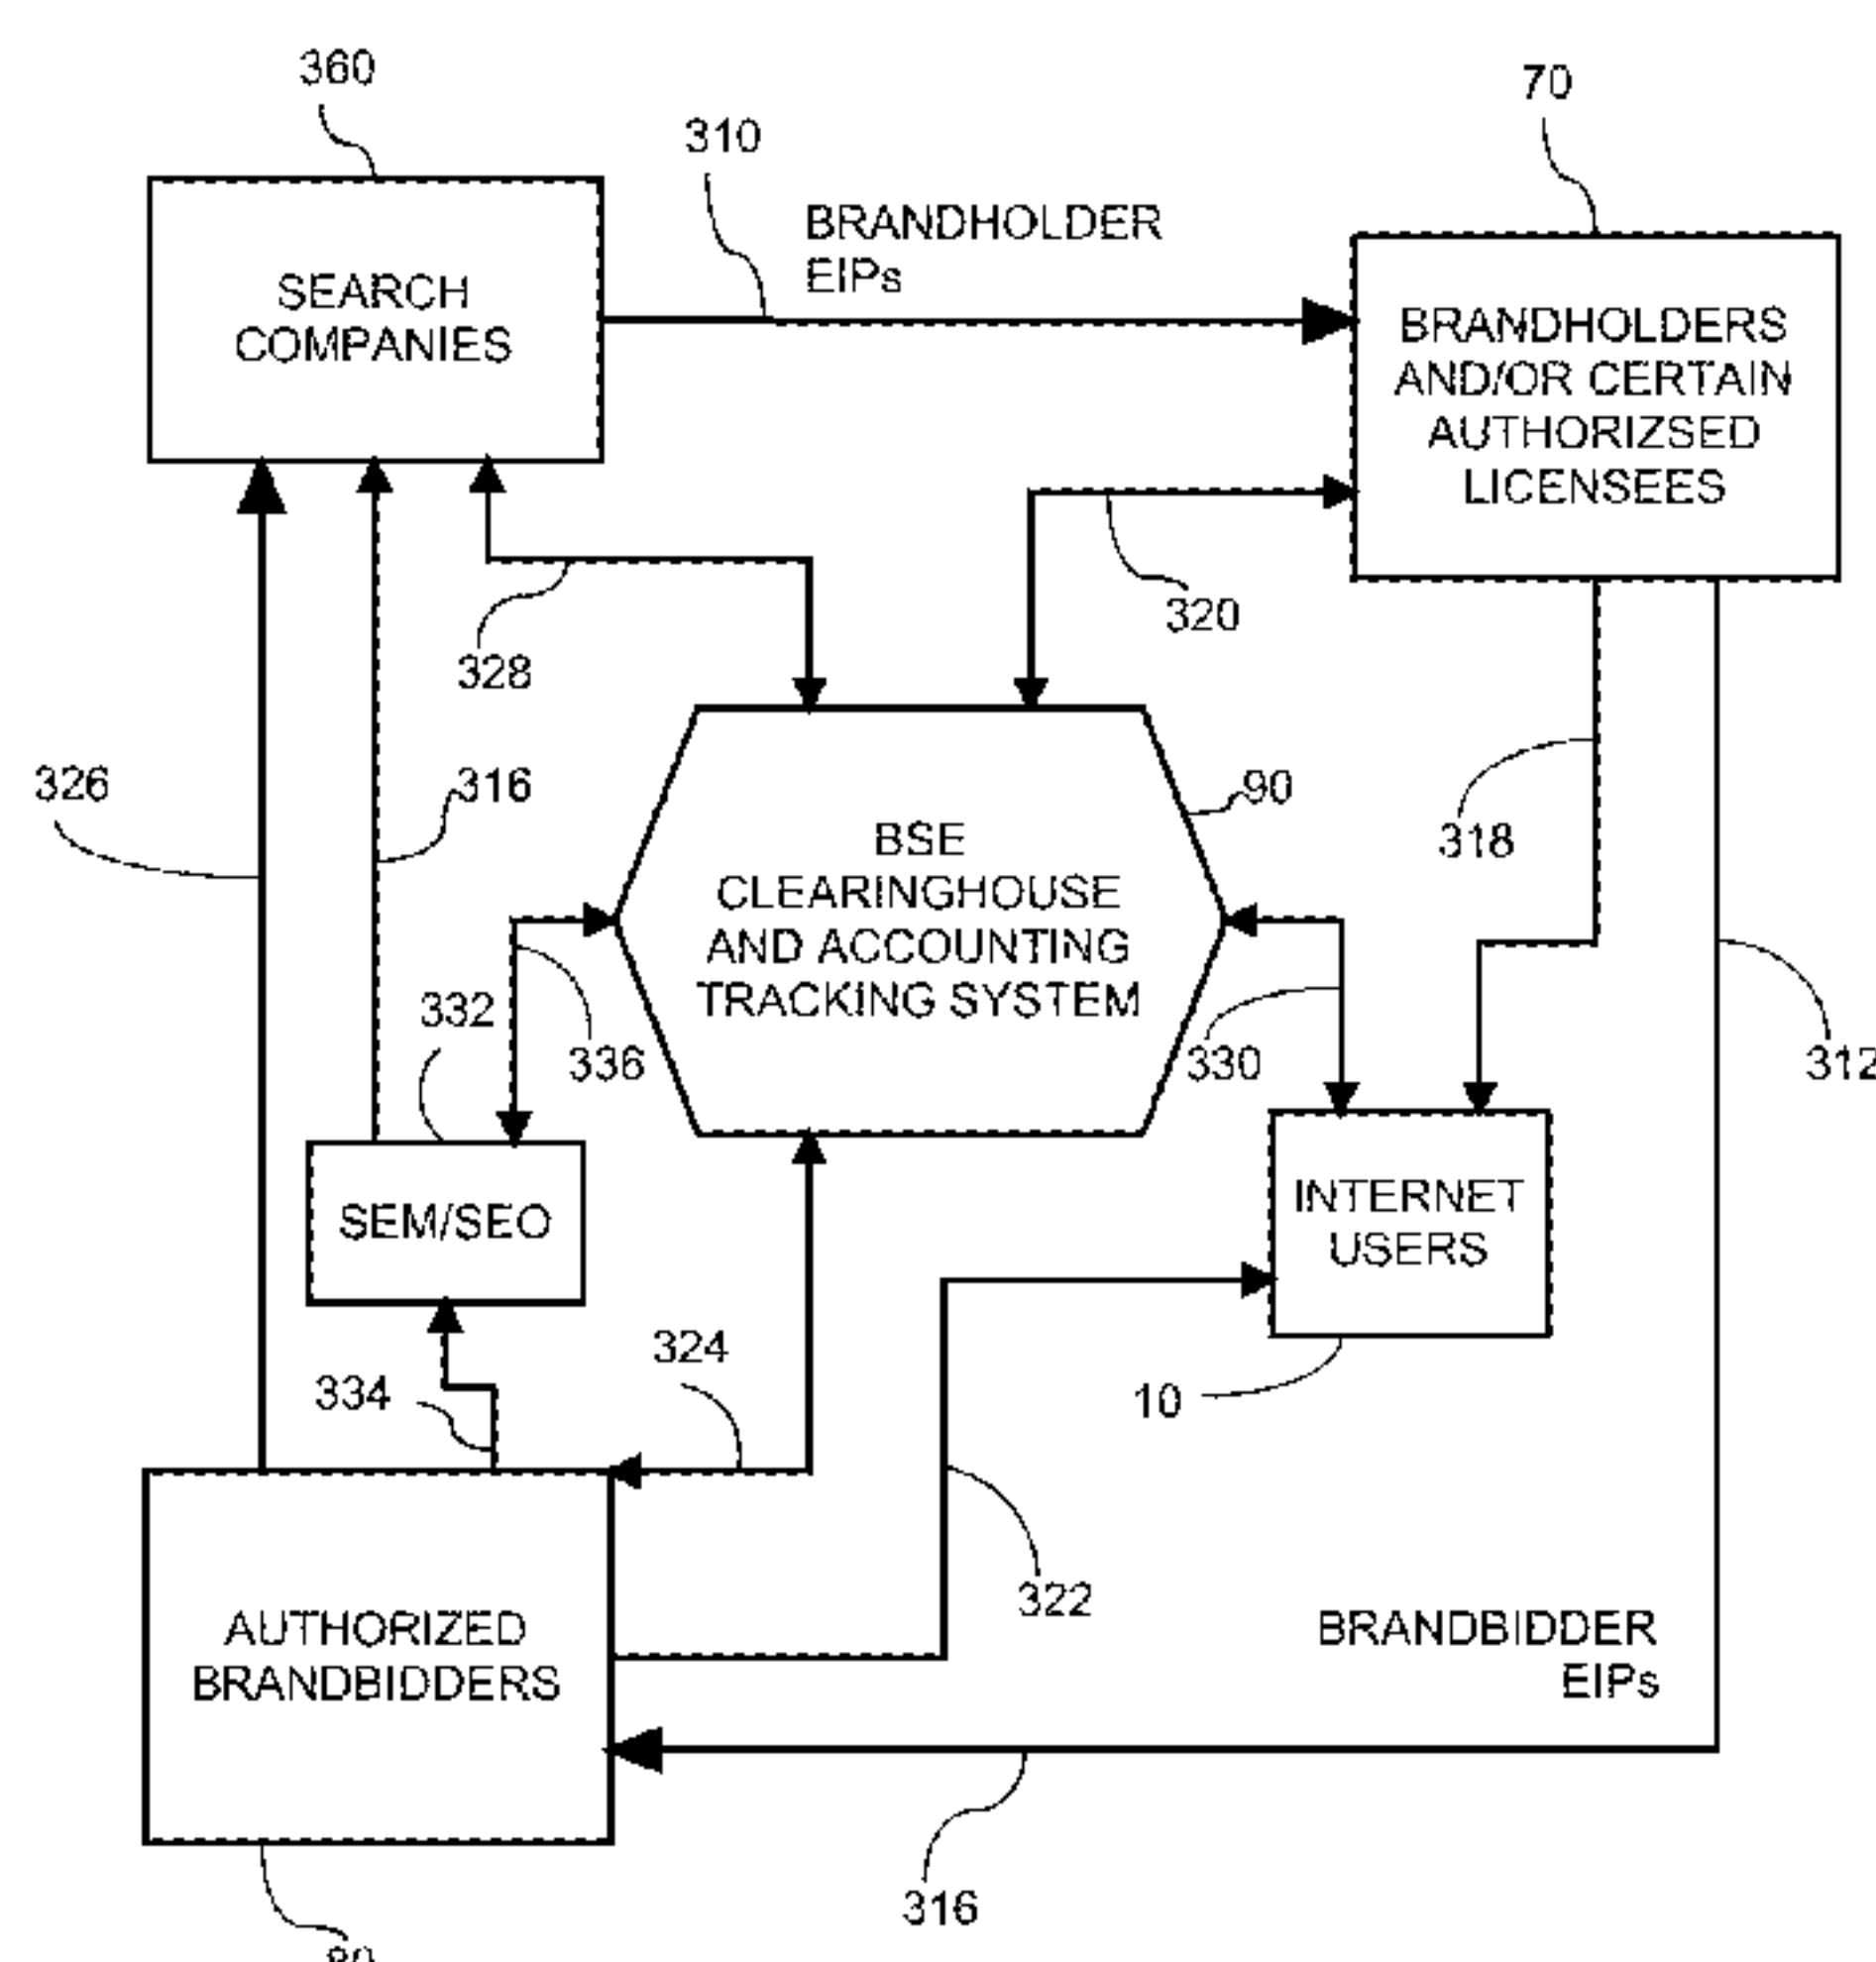 360
70
310
BRANDHOLDER
EIPs
SEARCH
COMPANIES
BRANDHOLDERS
AND/OR CERTAIN
AUTHORIZSED
LICENSEES
320
328
326
316
90
318
BSE
CLEARINGHOUSE
AND ACCOUNTING
TRACKING SYSTEM
332
336
330
312
SEM/SEO
INTERNET
USERS
324
334
10
322
AUTHORIZED
BRANDBIDDERS
BRANDBIDDER
EIPs
316
80